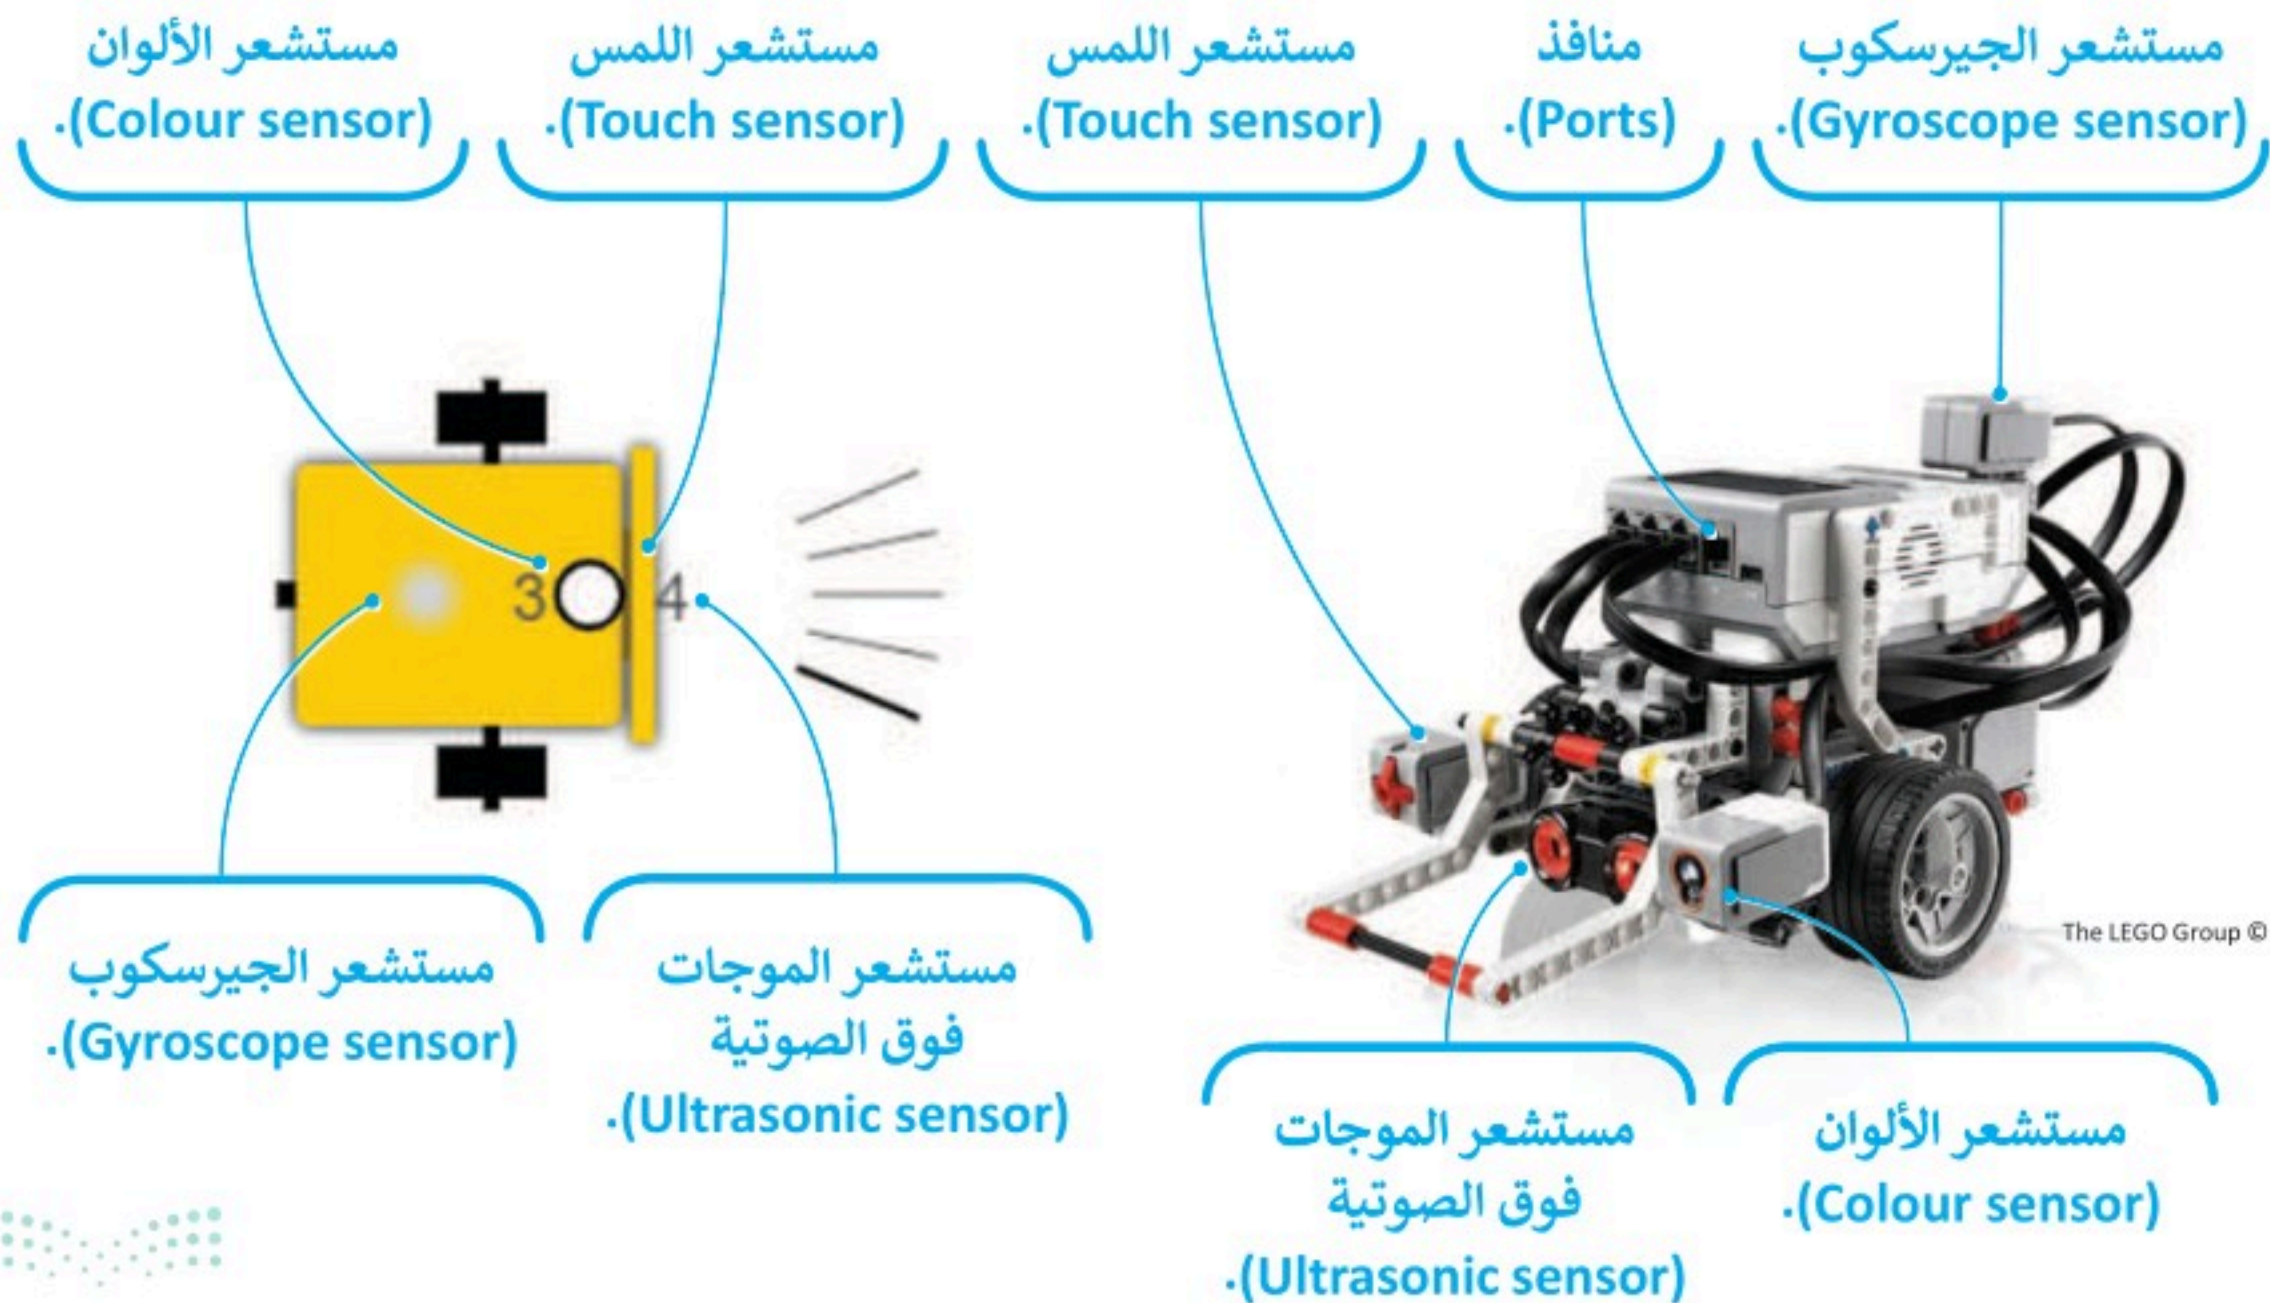 مستشعر الجيرسكوب
(Gyroscope sensor).
منافذ
(Ports).
مستشعر اللمس
(Touch sensor).
مستشعر اللمس
(Touch sensor).
مستشعر الألوان
(Colour sensor).
3
4
The LEGO Group ©
مستشعر الألوان
(Colour sensor).
مستشعر الموجات
فوق الصوتية
(Ultrasonic sensor).
مستشعر الموجات
فوق الصوتية
(Ultrasonic sensor).
مستشعر الجيرسكوب
(Gyroscope sensor).